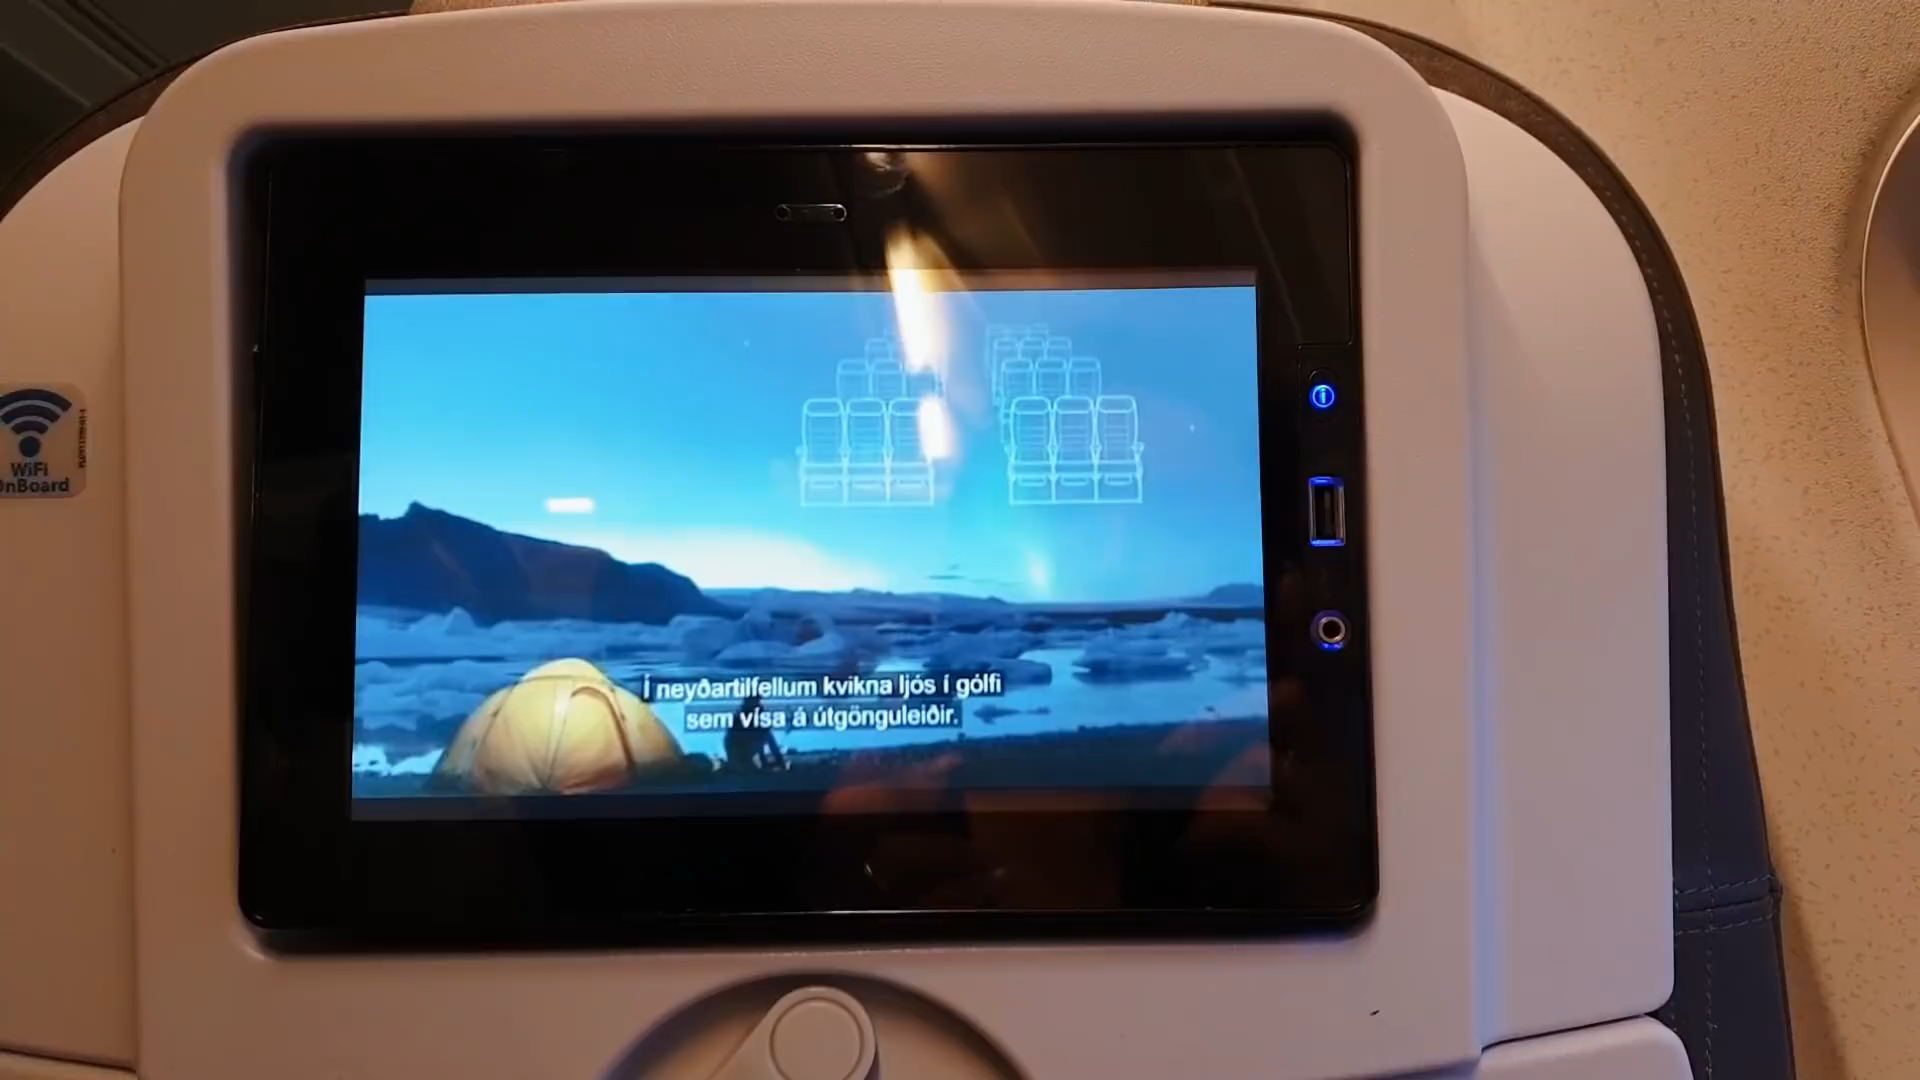 WiFi
OnBoard
Í neyðartilfellum kvikna ljós í gólfi
sem vísa á útgönguleiðir.